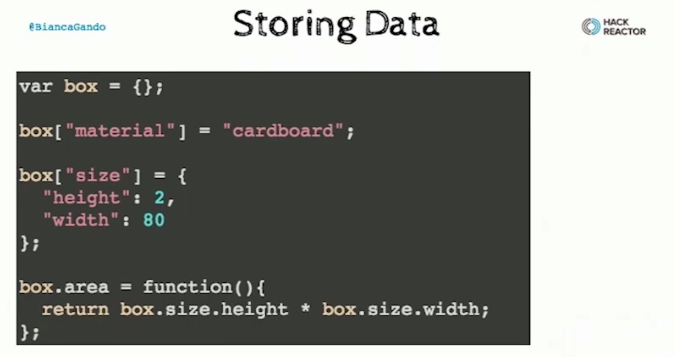 @BiancaGando
Storing Data
HACK
REACTOR
var box = {};
box["material"] = "cardboard";
box["size"] = {
"height": 2,
"width": 80
};
box.area = function(){
return box.size.height * box.size.width;
};